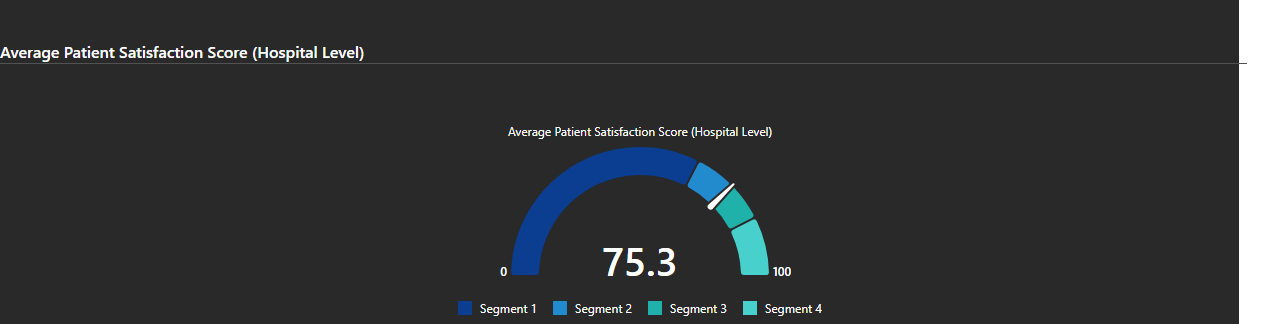 Average Patient Satisfaction Score (Hospital Level)
Average Patient Satisfaction Score (Hospital Level)
75.3
0
100
Segment 1 Segment 2 Segment 3 Segment 4